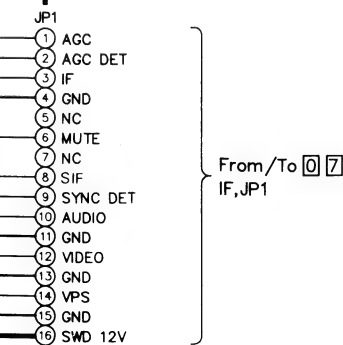 JP1
1 AGC
2 AGC DET
3 IF
4 GND
5 NC
6 MUTE
7 NC
8 SIF
9 SYNC DET
10 AUDIO
11 GND
12 VIDEO
13 GND
14 VPS
15 GND
16 SWD 12V
From/To 0 7
IF,JP1